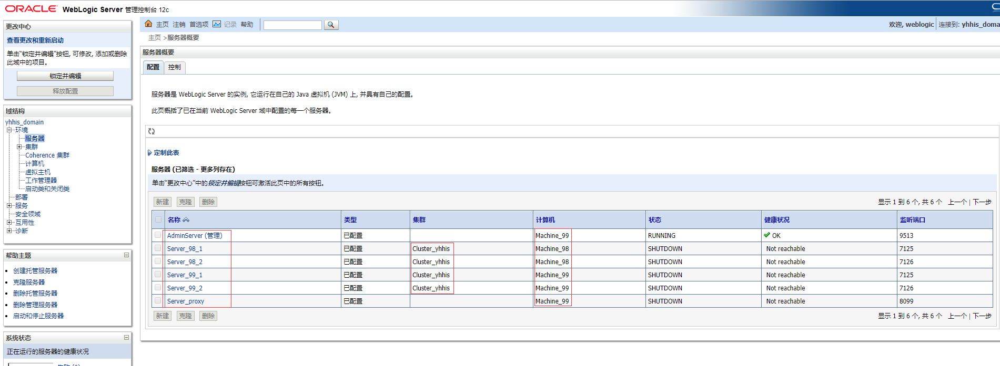 ORACLE WebLogic Server 管理控制台 12c
更改中心
查看更改和重新启动
单击“锁定并编辑”按钮, 可修改, 添加或删除
此域中的项目。
锁定并编辑
释放配置
域结构
yhhis_domain
环境
服务器
集群
Coherence 集群
计算机
虚拟主机
工作管理器
启动类和关闭类
部署
服务
安全领域
互用性
诊断
帮助主题
创建托管服务器
克隆服务器
删除托管服务器
删除管理服务器
启动和停止服务器
系统状态
正在运行的服务器的健康状况
主页 注销 首选项 记录 帮助
欢迎, weblogic 连接到: yhhis_doma
主页 >服务器概要
服务器概要
配置 控制
服务器是 WebLogic Server 的实例, 它运行在自己的 Java 虚拟机 (JVM) 上, 并具有自己的配置。
此页概括了已在当前 WebLogic Server 域中配置的每一个服务器。
定制此表
服务器 (已筛选 - 更多列存在)
单击“更改中心”中的锁定并编辑按钮可激活此页中的所有按钮。
新建 克隆 删除 显示 1 到 6 个, 共 6 个 上一个 | 下一步
名称 类型 集群 计算机 状态 健康状况 监听端口
AdminServer (管理) 已配置 Machine_99 RUNNING OK 9513
Server_98_1 已配置 Cluster_yhhis Machine_98 SHUTDOWN Not reachable 7125
Server_98_2 已配置 Cluster_yhhis Machine_98 SHUTDOWN Not reachable 7126
Server_99_1 已配置 Cluster_yhhis Machine_99 SHUTDOWN Not reachable 7125
Server_99_2 已配置 Cluster_yhhis Machine_99 SHUTDOWN Not reachable 7126
Server_proxy 已配置 Machine_99 SHUTDOWN Not reachable 8099
新建 克隆 删除 显示 1 到 6 个, 共 6 个 上一个 | 下一步